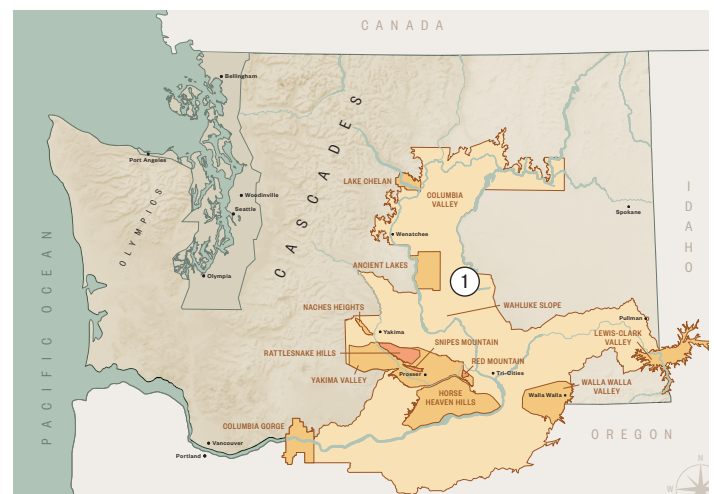 CANADA
Bellingham
CASCADES
Port Angeles
LAKE CHELAN
COLUMBIA
VALLEY
Woodinville
Seattle
OLYMPICS
Spokane
IDAHO
Wenatchee
PACIFIC OCEAN
ANCIENT LAKES
Olympia
1
NACHES HEIGHTS
WAHLUKE SLOPE
Pullman
Yakima
LEWIS-CLARK
VALLEY
SNIPES MOUNTAIN
RATTLESNAKE HILLS
RED MOUNTAIN
Prosser
Tri-Cities
YAKIMA VALLEY
WALLA WALLA
VALLEY
HORSE
HEAVEN HILLS
Walla Walla
COLUMBIA GORGE
OREGON
Vancouver
Portland
N
W